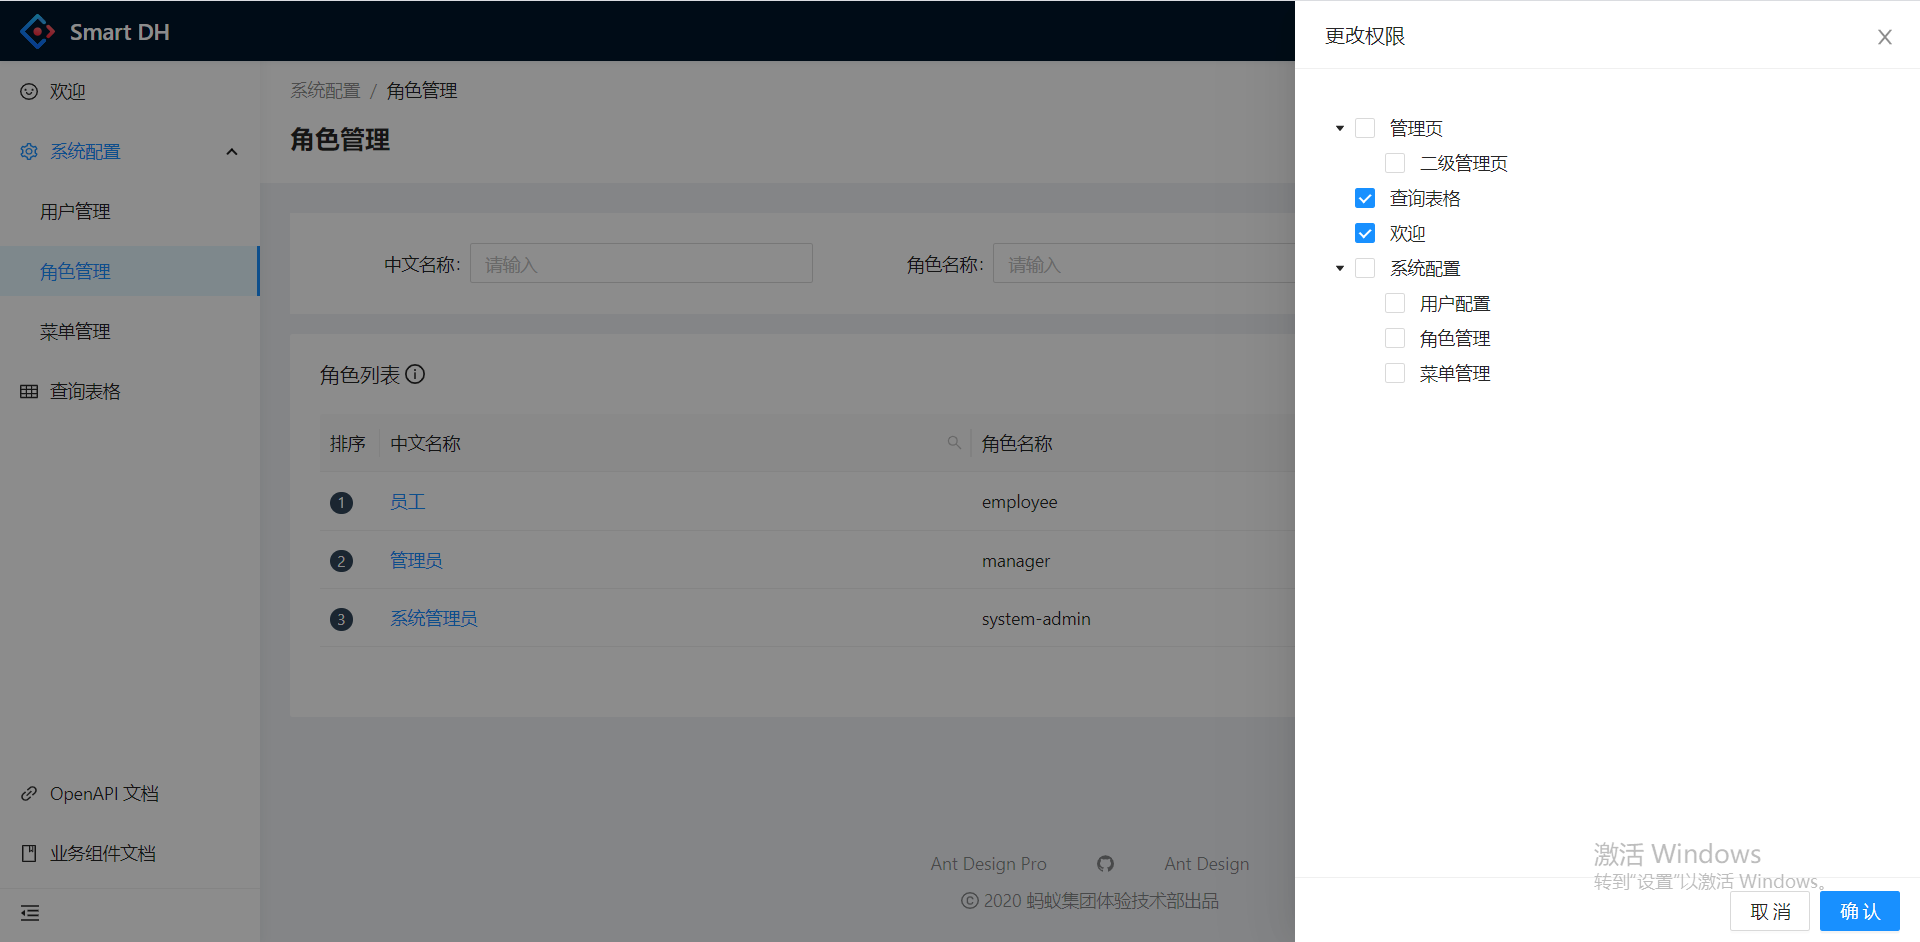 Smart DH
欢迎
系统配置
用户管理
角色管理
菜单管理
查询表格
OpenAPI 文档
业务组件文档
系统配置 / 角色管理
角色管理
中文名称: 请输入
角色名称: 请输入
角色列表
排序 中文名称 角色名称
1 员工 employee
2 管理员 manager
3 系统管理员 system-admin
Ant Design Pro Ant Design
© 2020 蚂蚁集团体验技术部出品
更改权限
管理页
二级管理页
查询表格
欢迎
系统配置
用户配置
角色管理
菜单管理
激活 Windows
转到“设置”以激活 Windows。
取 消 确 认